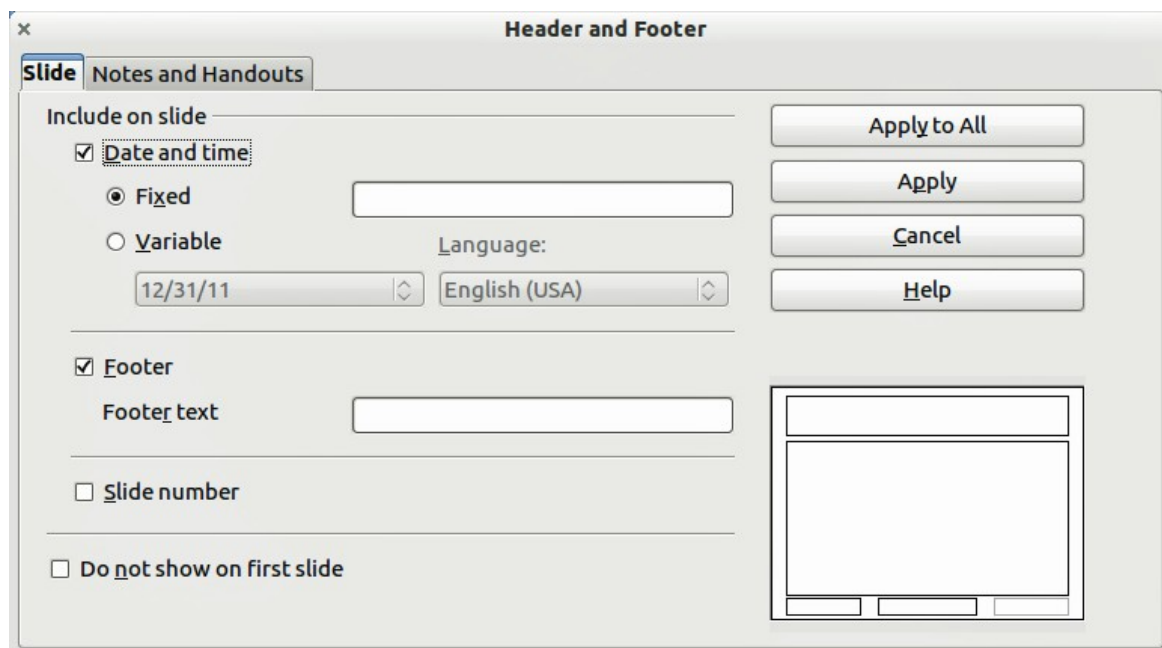 Header and Footer
Slide Notes and Handouts
Include on slide
Date and time
Fixed
Variable Language:
12/31/11 English (USA)
Footer
Footer text
Slide number
Do not show on first slide
Apply to All
Apply
Cancel
Help